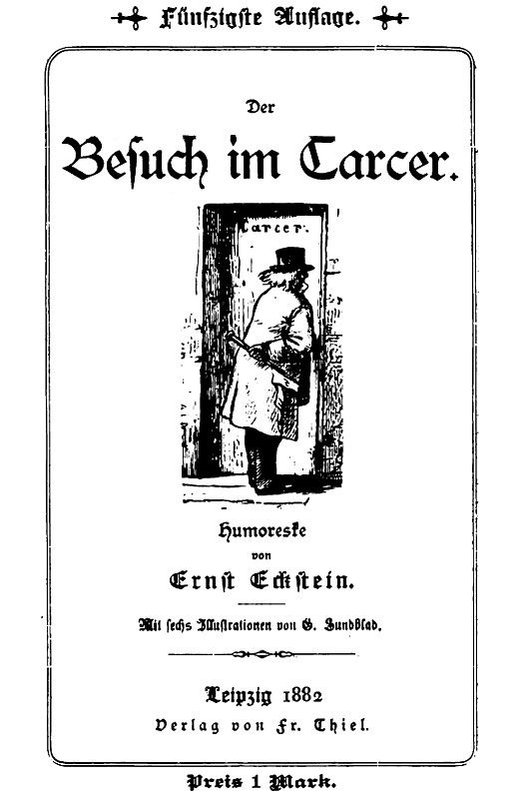 Fünfzigste Auflage.
Der
Besuch im Carcer.
Carcer.
Humoreske
von
Ernst Eckstein.
Mit sechs Illustrationen von G. Sundblad.
Leipzig 1882
Verlag von Fr. Thiel.
Preis 1 Mark.